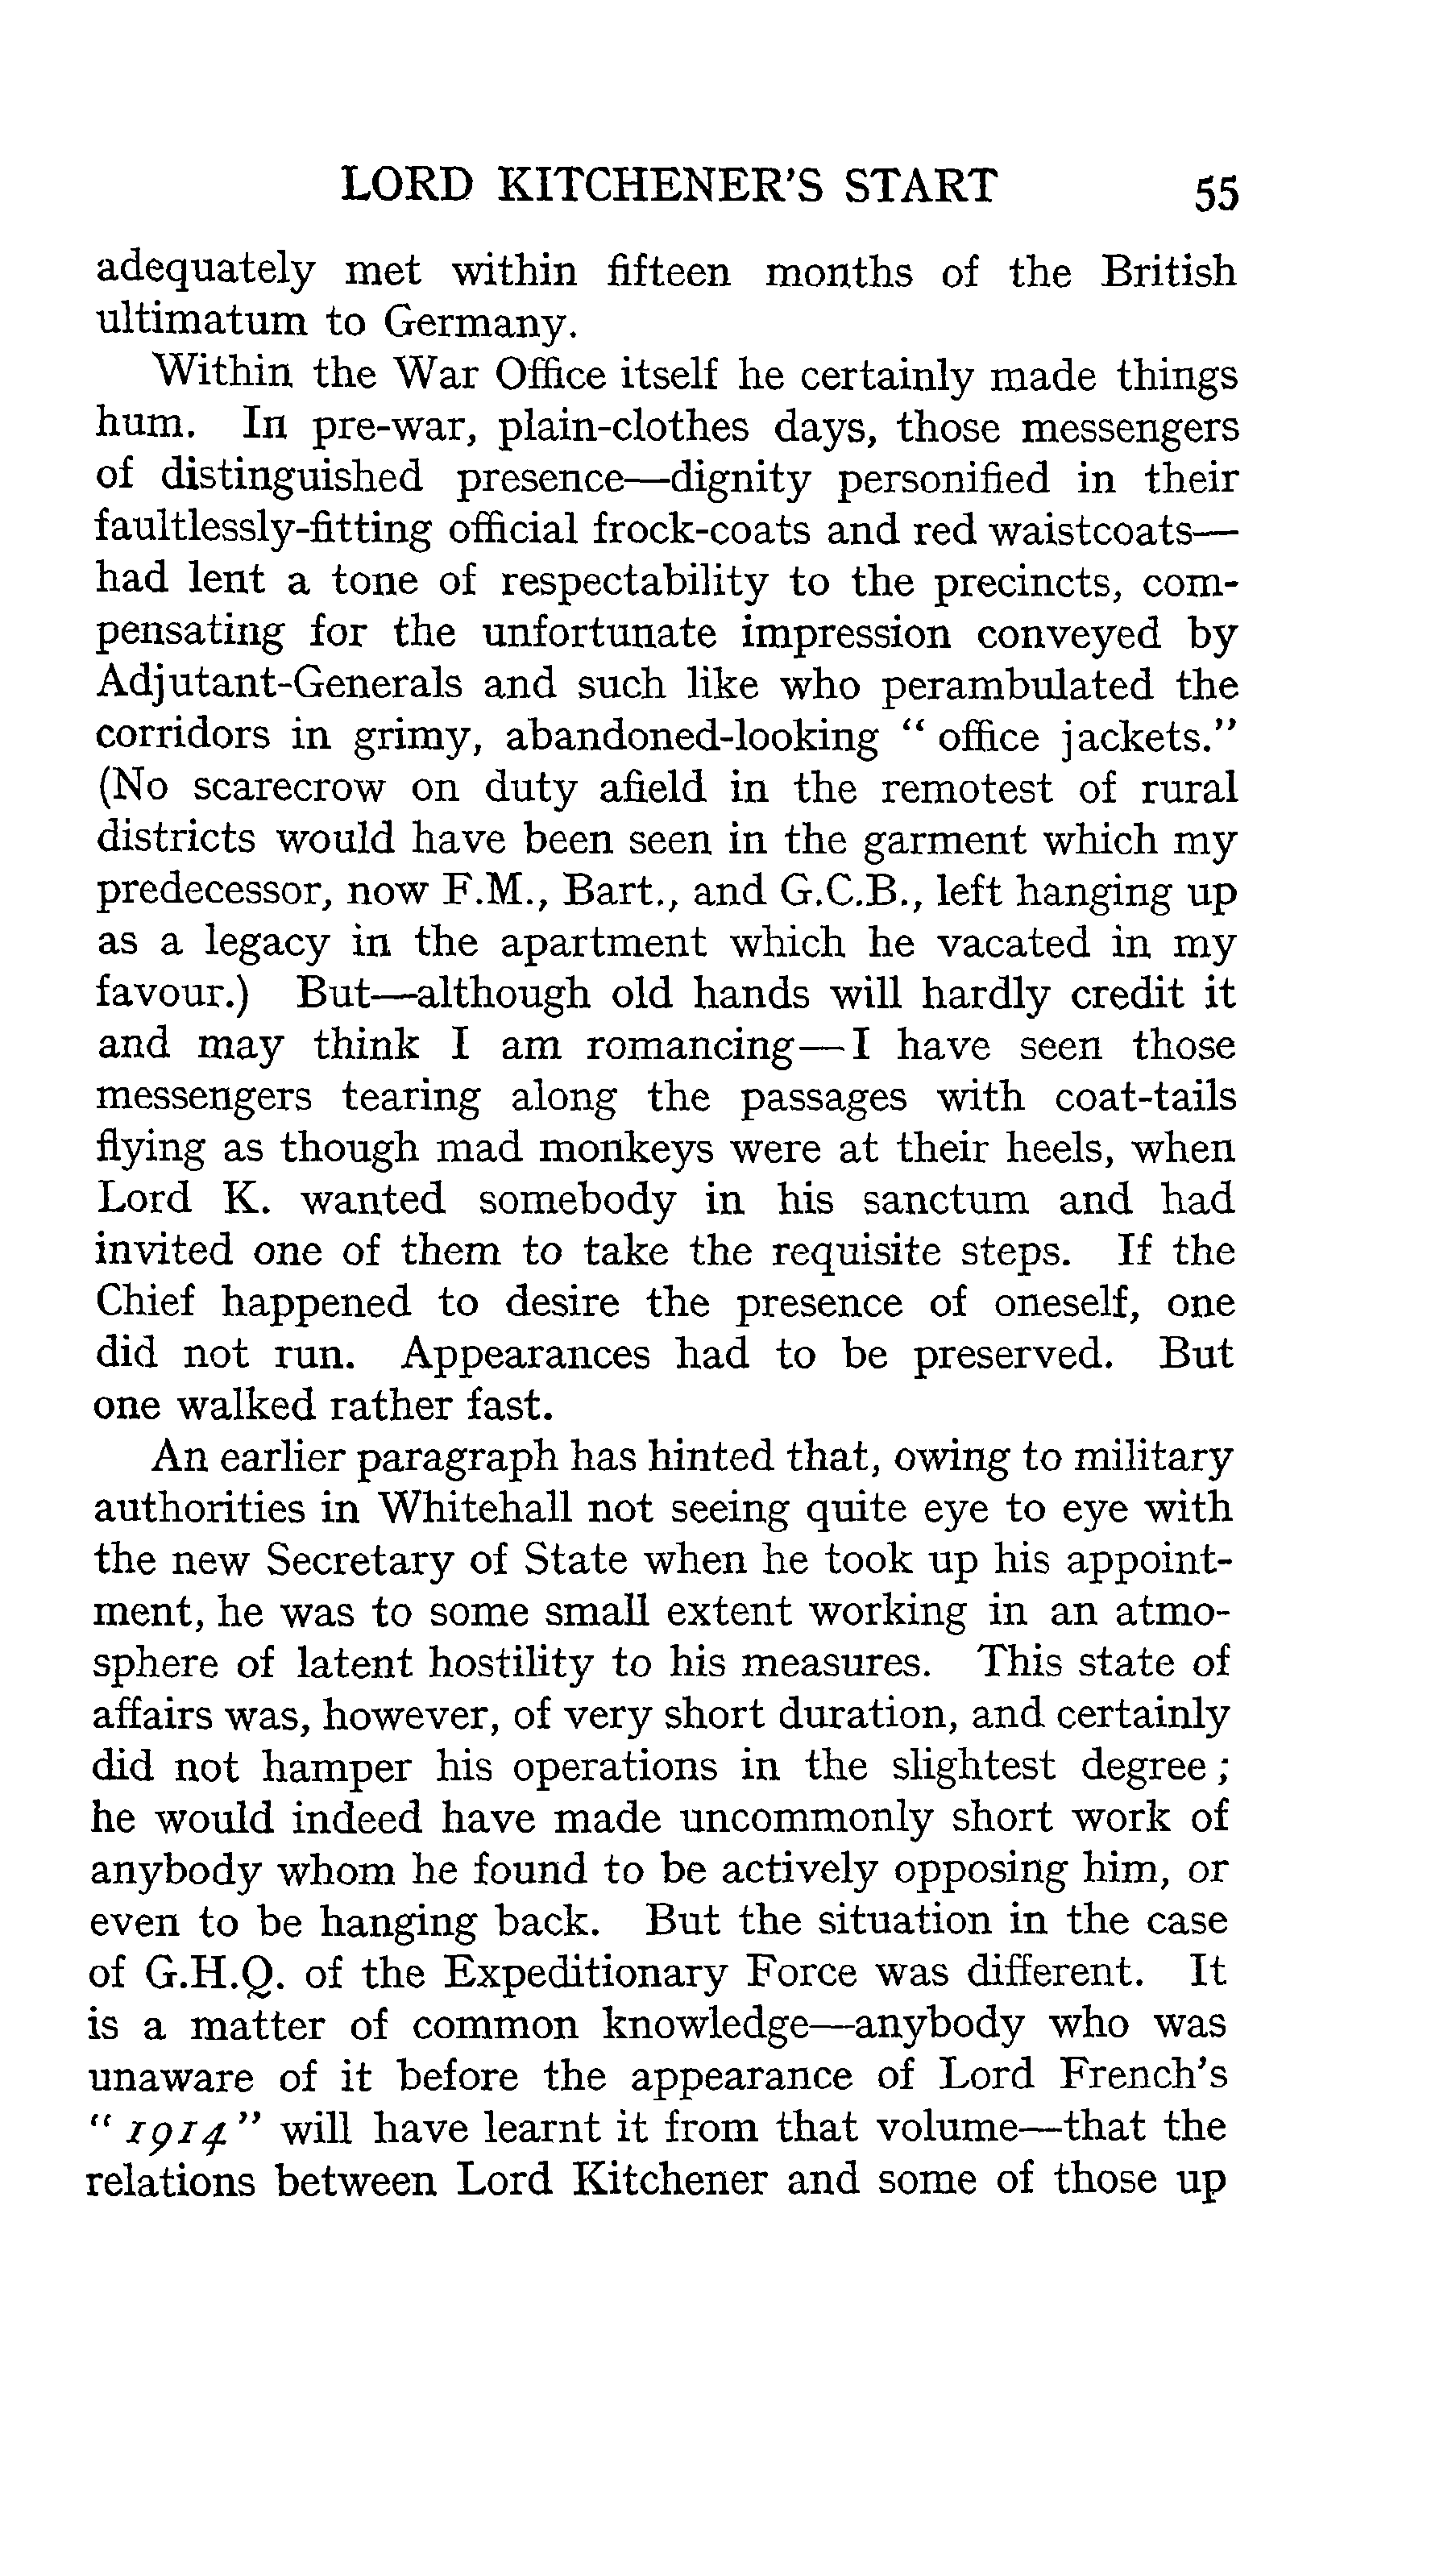 LORD KITCHENER'S START 55
adequately met within fifteen months of the British
ultimatum to Germany.
Within the War Office itself he certainly made things
hum. In pre-war, plain-clothes days, those messengers
of distinguished presence—dignity personified in their
faultlessly-fitting official frock-coats and red waistcoats—
had lent a tone of respectability to the precincts, com-
pensating for the unfortunate impression conveyed by
Adjutant-Generals and such like who perambulated the
corridors in grimy, abandoned-looking “ office jackets.”
(No scarecrow on duty afield in the remotest of rural
districts would have been seen in the garment which my
predecessor, now F.M., Bart., and G.C.B., left hanging up
as a legacy in the apartment which he vacated in my
favour.) But—although old hands will hardly credit it
and may think I am romancing—I have seen those
messengers tearing along the passages with coat-tails
flying as though mad monkeys were at their heels, when
Lord K. wanted somebody in his sanctum and had
invited one of them to take the requisite steps. If the
Chief happened to desire the presence of oneself, one
did not run. Appearances had to be preserved. But
one walked rather fast.
An earlier paragraph has hinted that, owing to military
authorities in Whitehall not seeing quite eye to eye with
the new Secretary of State when he took up his appoint-
ment, he was to some small extent working in an atmo-
sphere of latent hostility to his measures. This state of
affairs was, however, of very short duration, and certainly
did not hamper his operations in the slightest degree ;
he would indeed have made uncommonly short work of
anybody whom he found to be actively opposing him, or
even to be hanging back. But the situation in the case
of G.H.Q. of the Expeditionary Force was different. It
is a matter of common knowledge—anybody who was
unaware of it before the appearance of Lord French's
“ 1914 ” will have learnt it from that volume—that the
relations between Lord Kitchener and some of those up